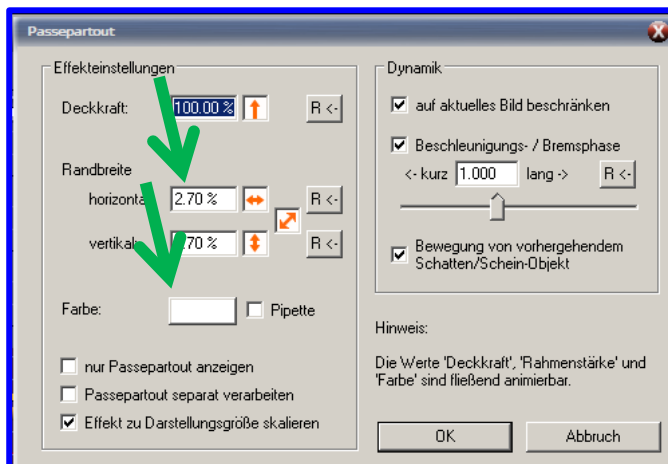 Passepartout
Effekteinstellungen
Deckkraft: 100.00 % R <-
Randbreite
horizonta 2.70 % R <-
vertikal .70 % R <-
Farbe: Pipette
nur Passepartout anzeigen
Passepartout separat verarbeiten
Effekt zu Darstellungsgröße skalieren
Dynamik
auf aktuelles Bild beschränken
Beschleunigungs- / Bremsphase
<- kurz 1.000 lang -> R <-
Bewegung von vorhergehendem
Schatten/Schein-Objekt
Hinweis:
Die Werte 'Deckkraft', 'Rahmenstärke' und
'Farbe' sind fließend animierbar.
OK Abbruch